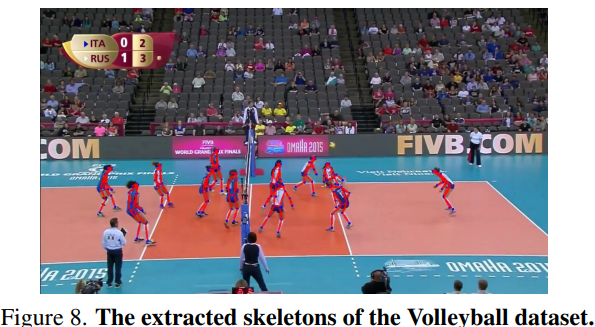 ITA 0 2
RUS 1 3
FIVB
WORLD GRAND PRIX FINALS
OMAHA 2015
.COM
FIVB.COM
OMAHA 2015
OMAHA 201
Figure 8. The extracted skeletons of the Volleyball dataset.